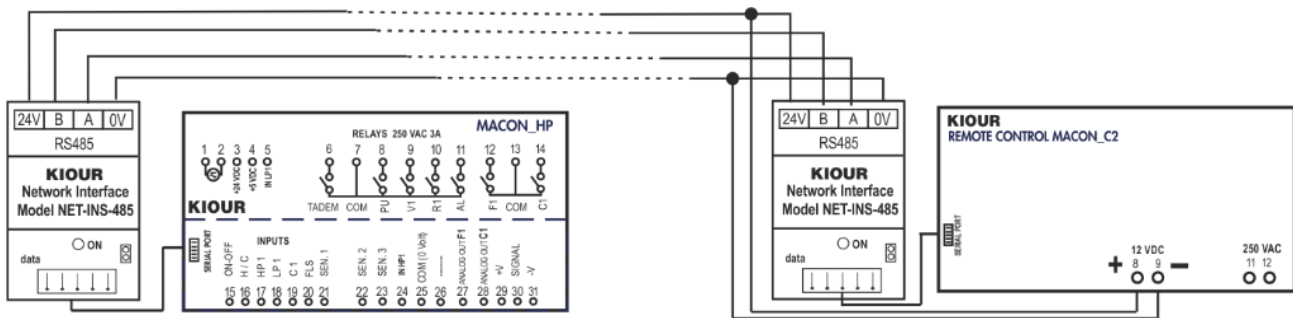 24V B A 0V
RS485
KIOUR
Network Interface
Model NET-INS-485
ON
data
MACON_HP
RELAYS 250 VAC 3A
1 2 3 4 5 6 7 8 9 10 11 12 13 14
+24 VDC
+5 VDC
IN LP1
KIOUR
TADEM COM PU V1 R1 AL F1 COM C1
SERIAL PORT
INPUTS
ON-OFF
H / C
HP 1
LP 1
C 1
FLS
SEN. 1
SEN. 2
SEN. 3
IN HP1
COM (0 Volt)
ANALOG OUT F1
ANALOG OUT C1
+V
SIGNAL
-V
15 16 17 18 19 20 21 22 23 24 25 26 27 28 29 30 31
24V B A 0V
RS485
KIOUR
Network Interface
Model NET-INS-485
ON
data
KIOUR
REMOTE CONTROL MACON_C2
SERIAL PORT
12 VDC 250 VAC
+ 8 9 - 11 12